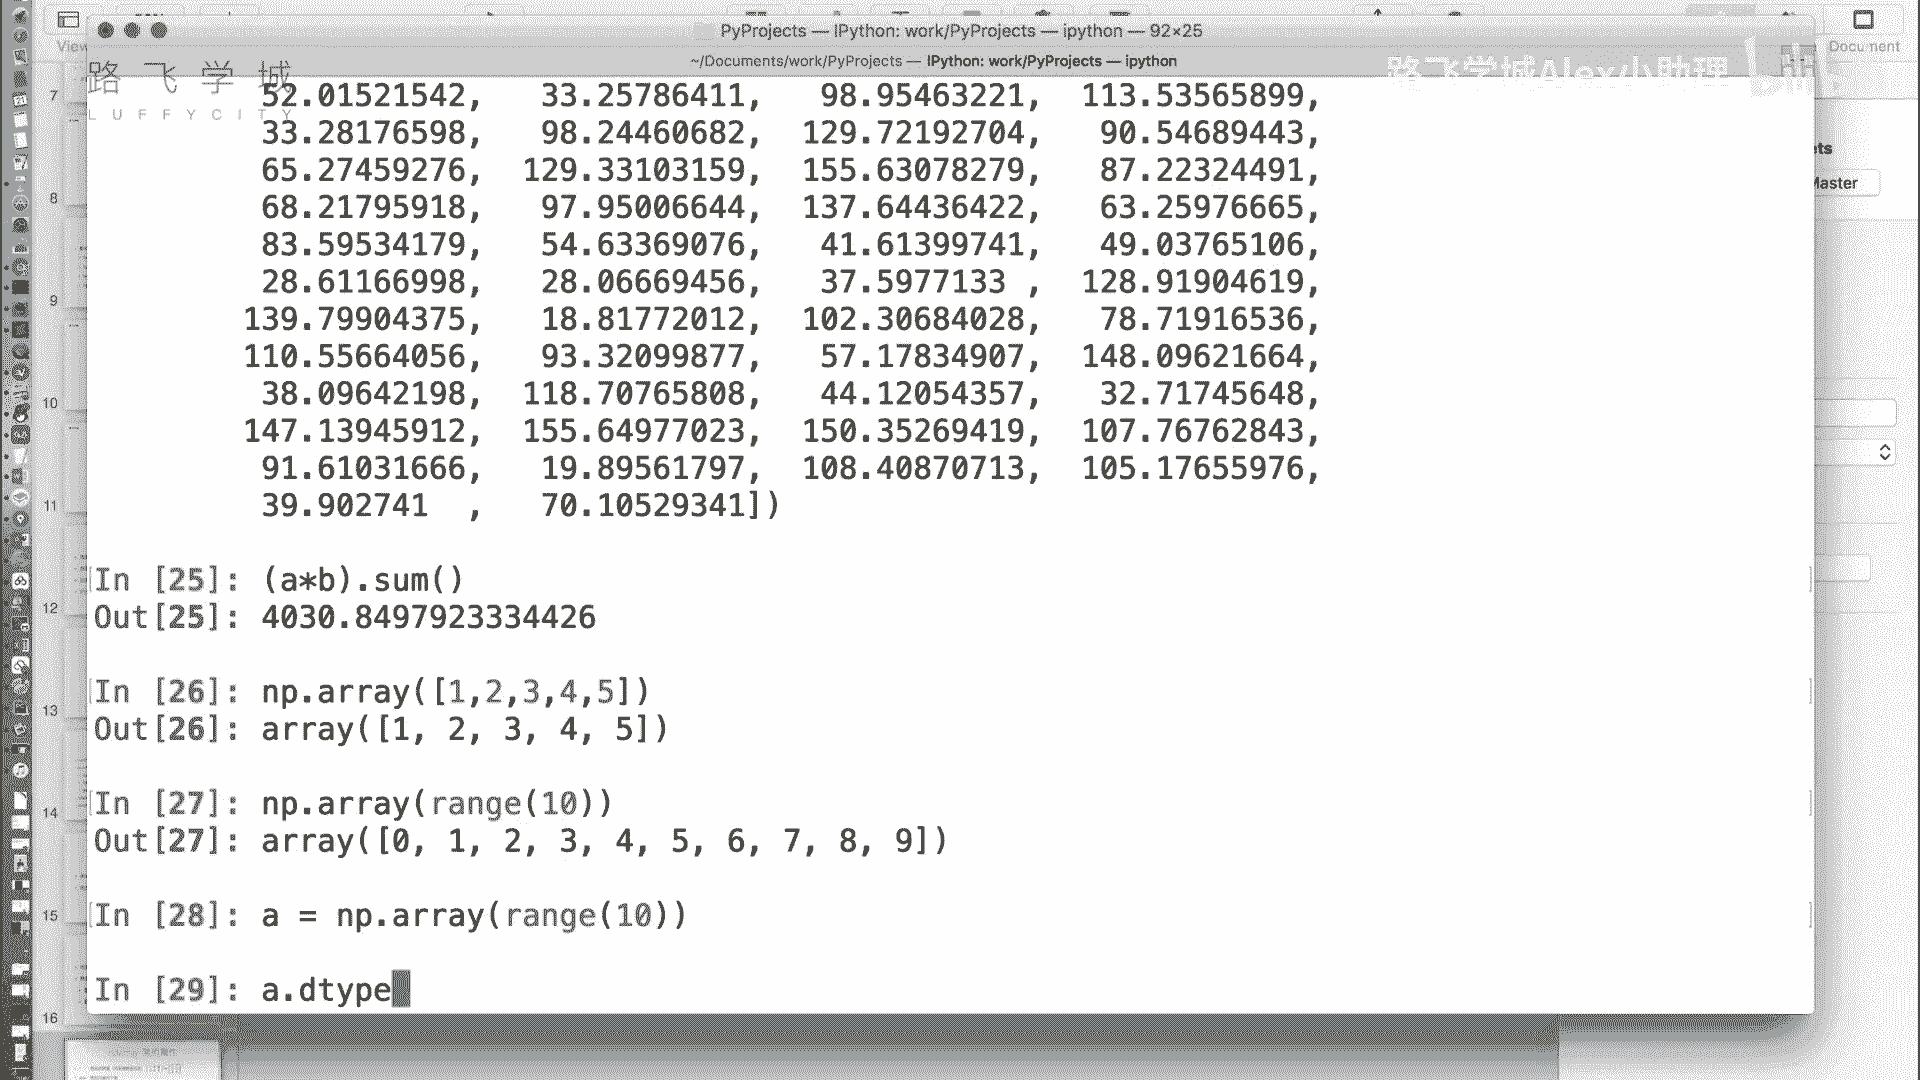 PyProjects — IPython: work/PyProjects — ipython — 92×25
View
Document
~/Documents/work/PyProjects — IPython: work/PyProjects — ipython
路飞学城
LUFFYCITY
路飞学城Alex小助理
7
52.01521542, 33.25786411, 98.95463221, 113.53565899,
33.28176598, 98.24460682, 129.72192704, 90.54689443,
65.27459276, 129.33103159, 155.63078279, 87.22324491,
Master
8
68.21795918, 97.95006644, 137.64436422, 63.25976665,
83.59534179, 54.63369076, 41.61399741, 49.03765106,
28.61166998, 28.06669456, 37.5977133 , 128.91904619,
9
139.79904375, 18.81772012, 102.30684028, 78.71916536,
110.55664056, 93.32099877, 57.17834907, 148.09621664,
38.09642198, 118.70765808, 44.12054357, 32.71745648,
10
147.13945912, 155.64977023, 150.35269419, 107.76762843,
91.61031666, 19.89561797, 108.40870713, 105.17655976,
39.902741 , 70.10529341])
11
In [25]: (a*b).sum()
12
Out[25]: 4030.8497923334426
In [26]: np.array([1,2,3,4,5])
13
Out[26]: array([1, 2, 3, 4, 5])
In [27]: np.array(range(10))
14
Out[27]: array([0, 1, 2, 3, 4, 5, 6, 7, 8, 9])
In [28]: a = np.array(range(10))
15
In [29]: a.dtype
16